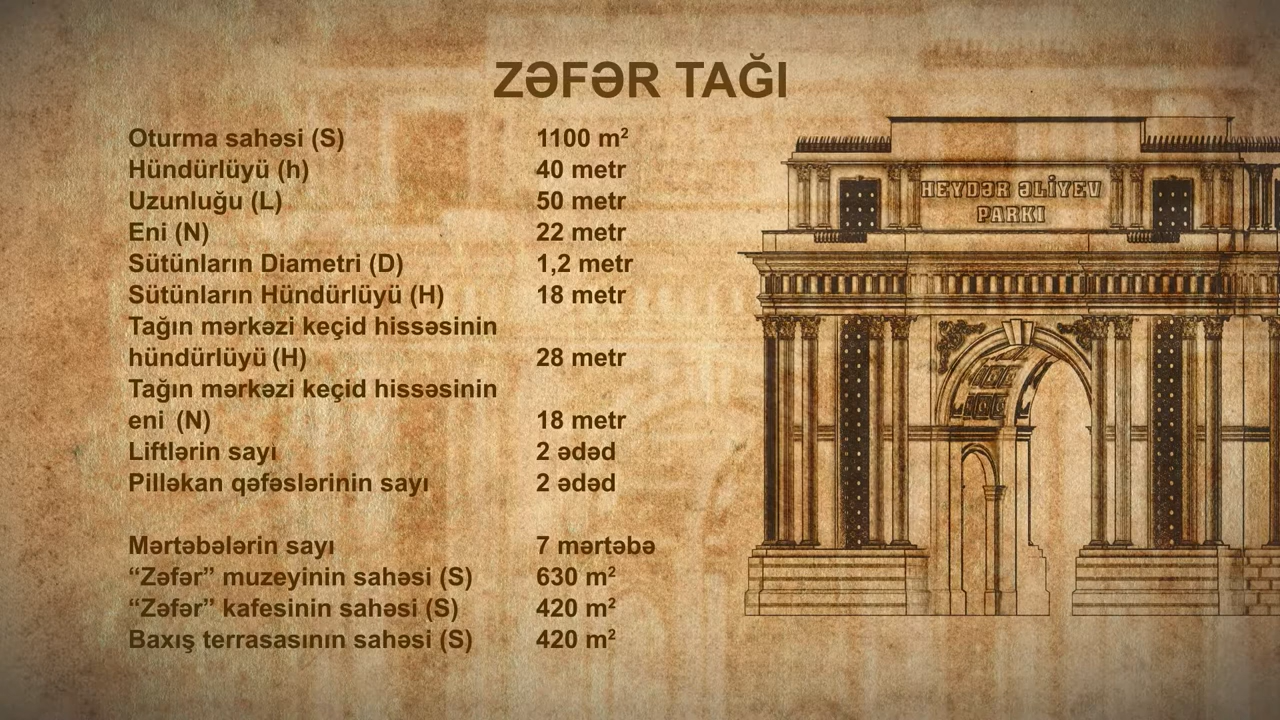 ZƏFƏR TAĞI
Oturma sahəsi (S) 1100 m²
Hündürlüyü (h) 40 metr
Uzunluğu (L) 50 metr
Eni (N) 22 metr
Sütünların Diametri (D) 1,2 metr
Sütünların Hündürlüyü (H) 18 metr
Tağın mərkəzi keçid hissəsinin
hündürlüyü (H) 28 metr
Tağın mərkəzi keçid hissəsinin
eni (N) 18 metr
Liftlərin sayı 2 ədəd
Pilləkan qəfəslərinin sayı 2 ədəd
Mərtəbələrin sayı 7 mərtəbə
“Zəfər” muzeyinin sahəsi (S) 630 m²
“Zəfər” kafesinin sahəsi (S) 420 m²
Baxış terrasasının sahəsi (S) 420 m²
HEYDƏR ƏLİYEV
PARKI